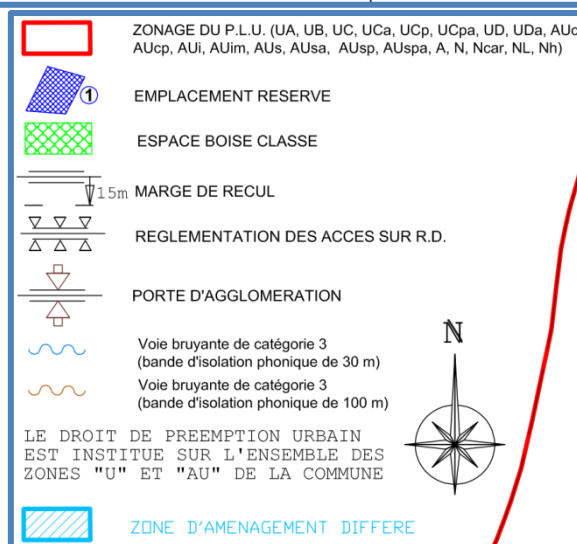 ZONAGE DU P.L.U. (UA, UB, UC, UCa, UCp, UCpa, UD, UDa, AUc
AUcp, AUi, AUim, AUs, AUsa, AUsp, AUspa, A, N, Ncar, NL, Nh)
1
EMPLACEMENT RESERVE
ESPACE BOISE CLASSE
15m MARGE DE RECUL
REGLEMENTATION DES ACCES SUR R.D.
PORTE D'AGGLOMERATION
N
Voie bruyante de catégorie 3
(bande d'isolation phonique de 30 m)
Voie bruyante de catégorie 3
(bande d'isolation phonique de 100 m)
LE DROIT DE PREEMPTION URBAIN
EST INSTITUE SUR L'ENSEMBLE DES
ZONES "U" ET "AU" DE LA COMMUNE
ZONE D'AMENAGEMENT DIFFERE